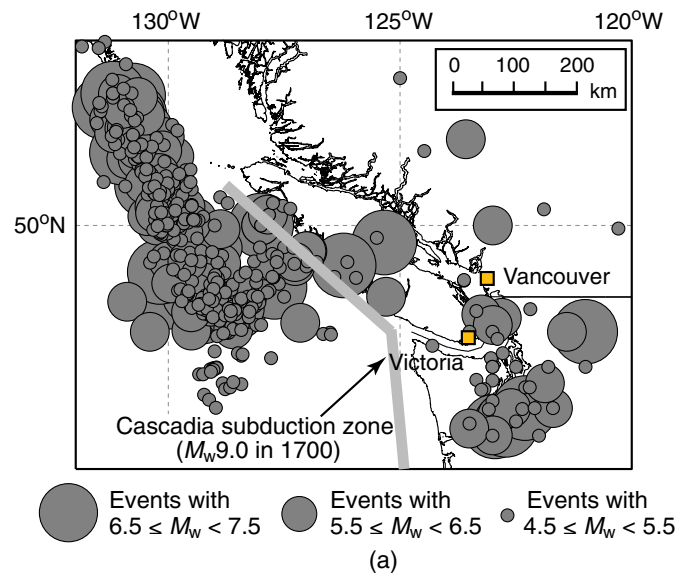 130°W 125°W 120°W
0 100 200
km
50°N
Vancouver
Victoria
Cascadia subduction zone
(Mw9.0 in 1700)
Events with
6.5 ≤ Mw < 7.5
Events with
5.5 ≤ Mw < 6.5
Events with
4.5 ≤ Mw < 5.5
(a)